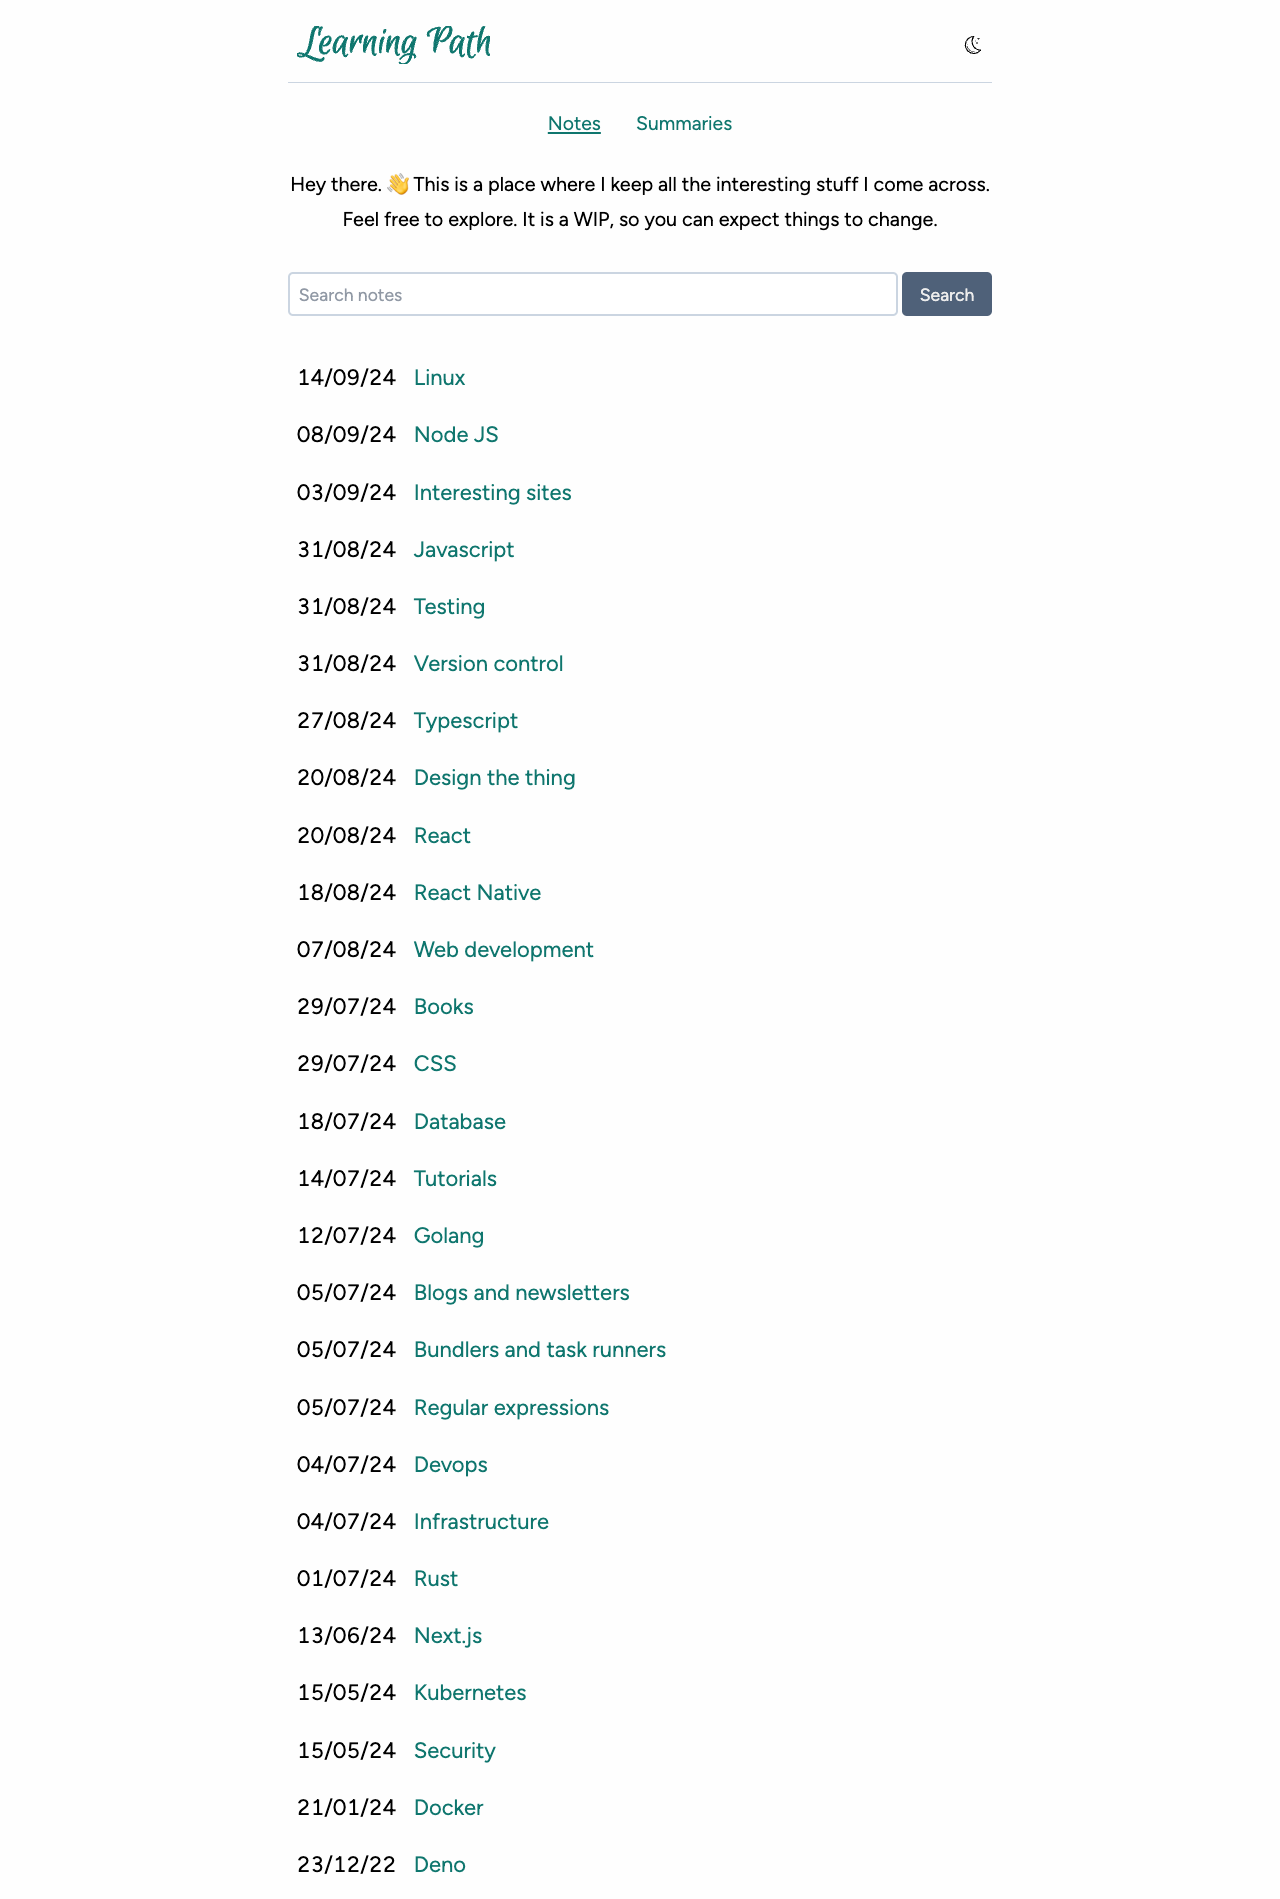 Learning Path
Notes Summaries
Hey there. 👋 This is a place where I keep all the interesting stuff I come across.
Feel free to explore. It is a WIP, so you can expect things to change.
Search notes Search
14/09/24 Linux
08/09/24 Node JS
03/09/24 Interesting sites
31/08/24 Javascript
31/08/24 Testing
31/08/24 Version control
27/08/24 Typescript
20/08/24 Design the thing
20/08/24 React
18/08/24 React Native
07/08/24 Web development
29/07/24 Books
29/07/24 CSS
18/07/24 Database
14/07/24 Tutorials
12/07/24 Golang
05/07/24 Blogs and newsletters
05/07/24 Bundlers and task runners
05/07/24 Regular expressions
04/07/24 Devops
04/07/24 Infrastructure
01/07/24 Rust
13/06/24 Next.js
15/05/24 Kubernetes
15/05/24 Security
21/01/24 Docker
23/12/22 Deno